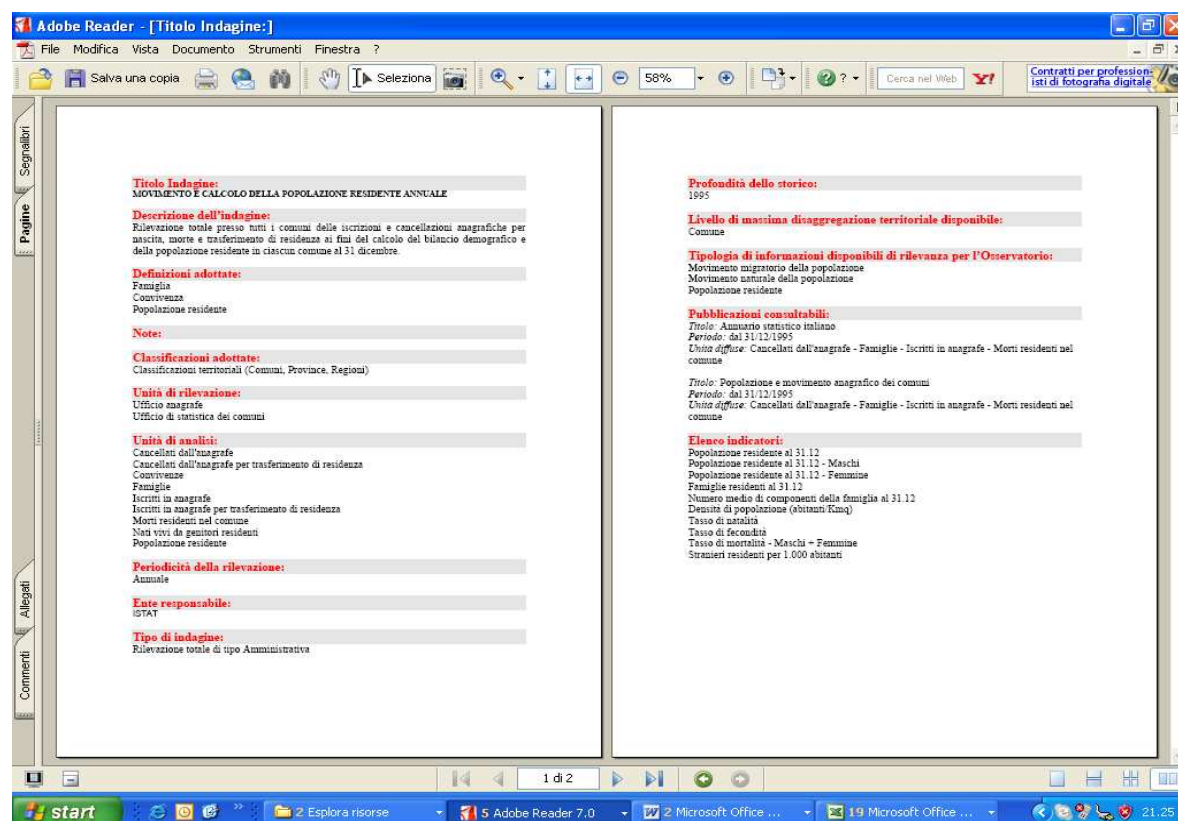 Adobe Reader - [Titolo Indagine:]
File Modifica Vista Documento Strumenti Finestra ?
Salva una copia Seleziona 58% ? Cerca nel Web Y! Contratti per profession-
isti di fotografia digitale
Segnalibri
Pagine
Allegati
Commenti
Titolo Indagine:
MOVIMENTO E CALCOLO DELLA POPOLAZIONE RESIDENTE ANNUALE
Descrizione dell'indagine:
Rilevazione totale presso tutti i comuni delle iscrizioni e cancellazioni anagrafiche per
nascita, morte e trasferimento di residenza ai fini del calcolo del bilancio demografico e
della popolazione residente in ciascun comune al 31 dicembre.
Definizioni adottate:
Famiglia
Convivenza
Popolazione residente
Note:
Classificazioni adottate:
Classificazioni territoriali (Comuni, Province, Regioni)
Unità di rilevazione:
Ufficio anagrafe
Ufficio di statistica dei comuni
Unità di analisi:
Cancellati dall'anagrafe
Cancellati dall'anagrafe per trasferimento di residenza
Convivenze
Famiglie
Iscritti in anagrafe
Iscritti in anagrafe per trasferimento di residenza
Morti residenti nel comune
Nati vivi da genitori residenti
Popolazione residente
Periodicità della rilevazione:
Annuale
Ente responsabile:
ISTAT
Tipo di indagine:
Rilevazione totale di tipo Amministrativa
Profondità dello storico:
1995
Livello di massima disaggregazione territoriale disponibile:
Comune
Tipologia di informazioni disponibili di rilevanza per l'Osservatorio:
Movimento migratorio della popolazione
Movimento naturale della popolazione
Popolazione residente
Pubblicazioni consultabili:
Titolo: Annuario statistico italiano
Periodo: dal 31/12/1995
Unita diffuse: Cancellati dall'anagrafe - Famiglie - Iscritti in anagrafe - Morti residenti nel
comune
Titolo: Popolazione e movimento anagrafico dei comuni
Periodo: dal 31/12/1995
Unita diffuse: Cancellati dall'anagrafe - Famiglie - Iscritti in anagrafe - Morti residenti nel
comune
Elenco indicatori:
Popolazione residente al 31.12
Popolazione residente al 31.12 - Maschi
Popolazione residente al 31.12 - Femmine
Famiglie residenti al 31.12
Numero medio di componenti della famiglia al 31.12
Densità di popolazione (abitanti/Kmq)
Tasso di natalità
Tasso di fecondità
Tasso di mortalità - Maschi + Femmine
Stranieri residenti per 1.000 abitanti
1 di 2
start 2 Esplora risorse 5 Adobe Reader 7.0 2 Microsoft Office ... 19 Microsoft Office ... 21.25